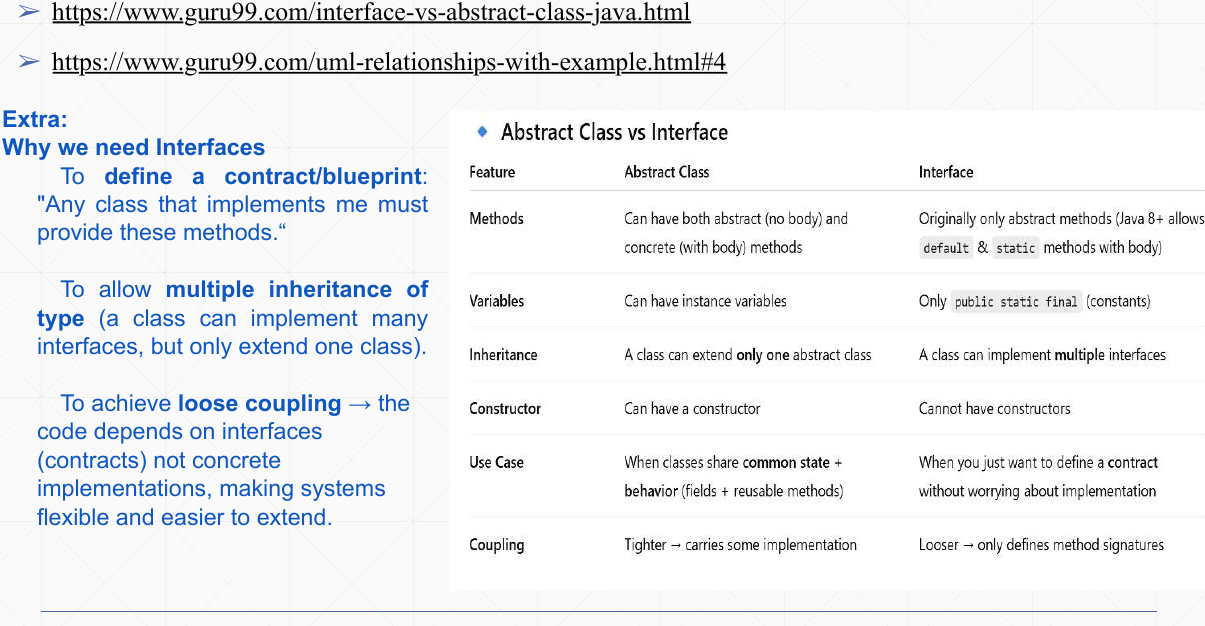 ➢ https://www.guru99.com/interface-vs-abstract-class-java.html
➢ https://www.guru99.com/uml-relationships-with-example.html#4
Extra:
Why we need Interfaces
To define a contract/blueprint:
"Any class that implements me must
provide these methods.“
To allow multiple inheritance of
type (a class can implement many
interfaces, but only extend one class).
To achieve loose coupling → the
code depends on interfaces
(contracts) not concrete
implementations, making systems
flexible and easier to extend.
Abstract Class vs Interface
Feature Abstract Class Interface
Methods Can have both abstract (no body) and Originally only abstract methods (Java 8+ allows
concrete (with body) methods default & static methods with body)
Variables Can have instance variables Only public static final (constants)
Inheritance A class can extend only one abstract class A class can implement multiple interfaces
Constructor Can have a constructor Cannot have constructors
Use Case When classes share common state + When you just want to define a contract
behavior (fields + reusable methods) without worrying about implementation
Coupling Tighter → carries some implementation Looser → only defines method signatures